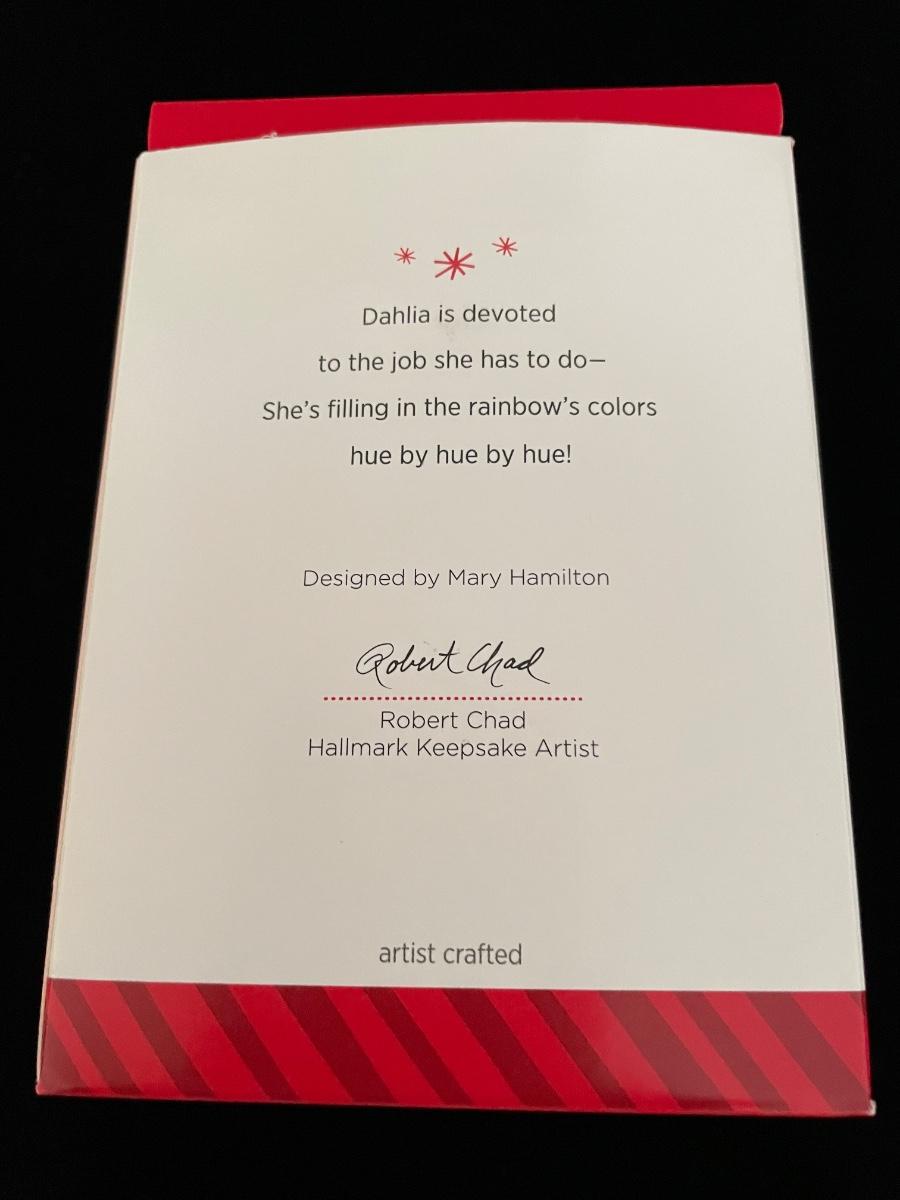 Dahlia is devoted
to the job she has to do—
She's filling in the rainbow's colors
hue by hue by hue!
Designed by Mary Hamilton
Robert Chad
Robert Chad
Hallmark Keepsake Artist
artist crafted